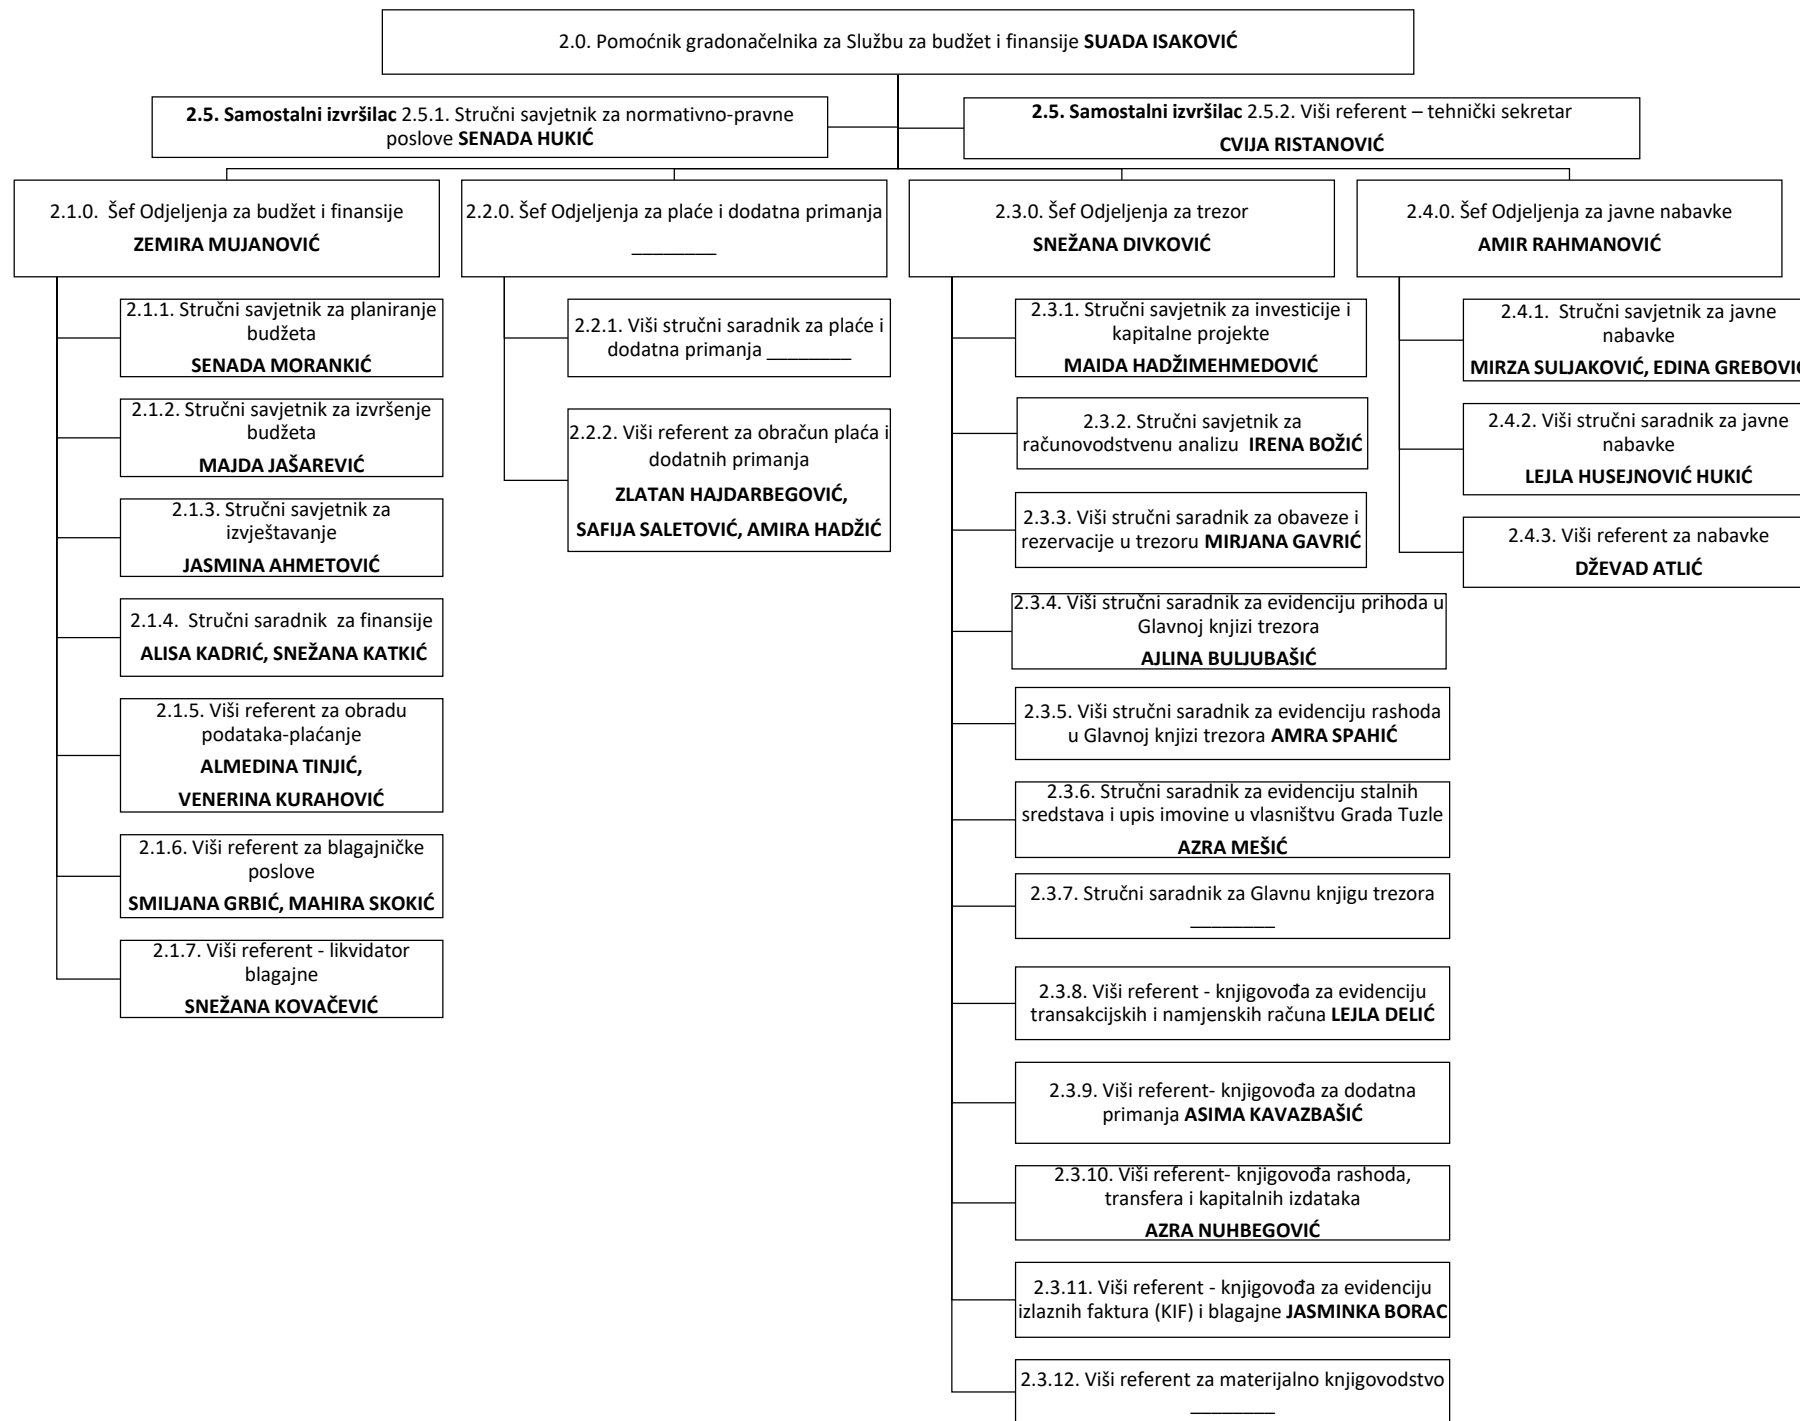 2.0. Pomoćnik gradonačelnika za Službu za budžet i finansije SUADA ISAKOVIĆ
2.5. Samostalni izvršilac 2.5.1. Stručni savjetnik za normativno-pravne
poslove SENADA HUKIĆ
2.5. Samostalni izvršilac 2.5.2. Viši referent – tehnički sekretar
CVIJA RISTANOVIĆ
2.1.0. Šef Odjeljenja za budžet i finansije
ZEMIRA MUJANOVIĆ
2.1.1. Stručni savjetnik za planiranje
budžeta
SENADA MORANKIĆ
2.1.2. Stručni savjetnik za izvršenje
budžeta
MAJDA JAŠAREVIĆ
2.1.3. Stručni savjetnik za
izvještavanje
JASMINA AHMETOVIĆ
2.1.4. Stručni saradnik za finansije
ALISA KADRIĆ, SNEŽANA KATKIĆ
2.1.5. Viši referent za obradu
podataka-plaćanje
ALMEDINA TINJIĆ,
VENERINA KURAHOVIĆ
2.1.6. Viši referent za blagajničke
poslove
SMILJANA GRBIĆ, MAHIRA SKOKIĆ
2.1.7. Viši referent - likvidator
blagajne
SNEŽANA KOVAČEVIĆ
2.2.0. Šef Odjeljenja za plaće i dodatna primanja
________
2.2.1. Viši stručni saradnik za plaće i
dodatna primanja ________
2.2.2. Viši referent za obračun plaća i
dodatnih primanja
ZLATAN HAJDARBEGOVIĆ,
SAFIJA SALETOVIĆ, AMIRA HADŽIĆ
2.3.0. Šef Odjeljenja za trezor
SNEŽANA DIVKOVIĆ
2.3.1. Stručni savjetnik za investicije i
kapitalne projekte
MAIDA HADŽIMEHMEDOVIĆ
2.3.2. Stručni savjetnik za
računovodstvenu analizu IRENA BOŽIĆ
2.3.3. Viši stručni saradnik za obaveze i
rezervacije u trezoru MIRJANA GAVRIĆ
2.3.4. Viši stručni saradnik za evidenciju prihoda u
Glavnoj knjizi trezora
AJLINA BULJUBAŠIĆ
2.3.5. Viši stručni saradnik za evidenciju rashoda
u Glavnoj knjizi trezora AMRA SPAHIĆ
2.3.6. Stručni saradnik za evidenciju stalnih
sredstava i upis imovine u vlasništvu Grada Tuzle
AZRA MEŠIĆ
2.3.7. Stručni saradnik za Glavnu knjigu trezora
________
2.3.8. Viši referent - knjigovođa za evidenciju
transakcijskih i namjenskih računa LEJLA DELIĆ
2.3.9. Viši referent- knjigovođa za dodatna
primanja ASIMA KAVAZBAŠIĆ
2.3.10. Viši referent- knjigovođa rashoda,
transfera i kapitalnih izdataka
AZRA NUHBEGOVIĆ
2.3.11. Viši referent - knjigovođa za evidenciju
izlaznih faktura (KIF) i blagajne JASMINKA BORAC
2.3.12. Viši referent za materijalno knjigovodstvo
________
2.4.0. Šef Odjeljenja za javne nabavke
AMIR RAHMANOVIĆ
2.4.1. Stručni savjetnik za javne
nabavke
MIRZA SULJAKOVIĆ, EDINA GREBOVIĆ
2.4.2. Viši stručni saradnik za javne
nabavke
LEJLA HUSEJNOVIĆ HUKIĆ
2.4.3. Viši referent za nabavke
DŽEVAD ATLIĆ